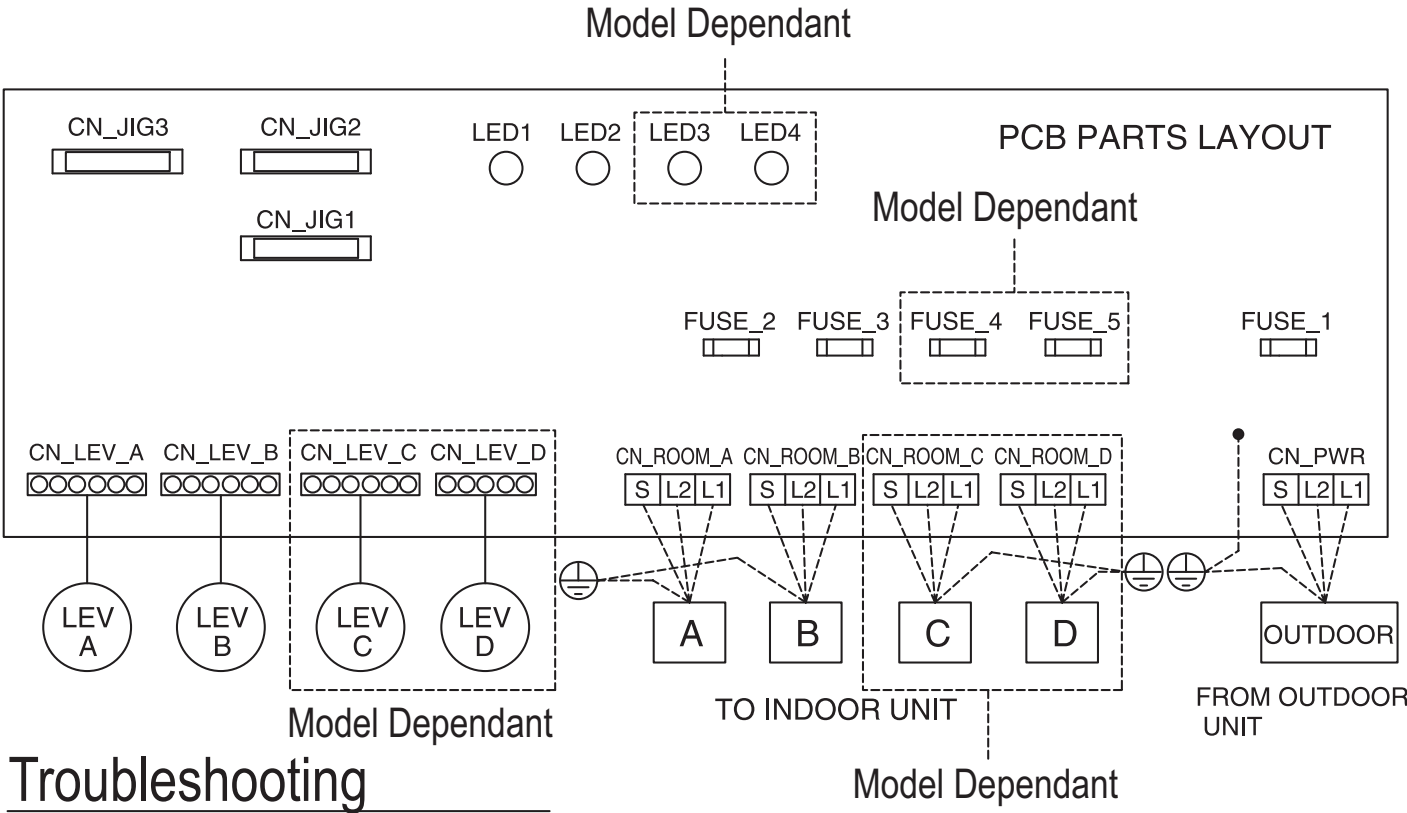 Model Dependant
CN_JIG3 CN_JIG2 LED1 LED2 LED3 LED4 PCB PARTS LAYOUT
CN_JIG1
Model Dependant
FUSE_2 FUSE_3 FUSE_4 FUSE_5 FUSE_1
CN_LEV_A CN_LEV_B CN_LEV_C CN_LEV_D CN_ROOM_A CN_ROOM_B CN_ROOM_C CN_ROOM_D CN_PWR
S L2 L1 S L2 L1 S L2 L1 S L2 L1 S L2 L1
LEV A
LEV B
LEV C
LEV D
A B C D OUTDOOR
TO INDOOR UNIT
FROM OUTDOOR
UNIT
Model Dependant
Model Dependant
Troubleshooting